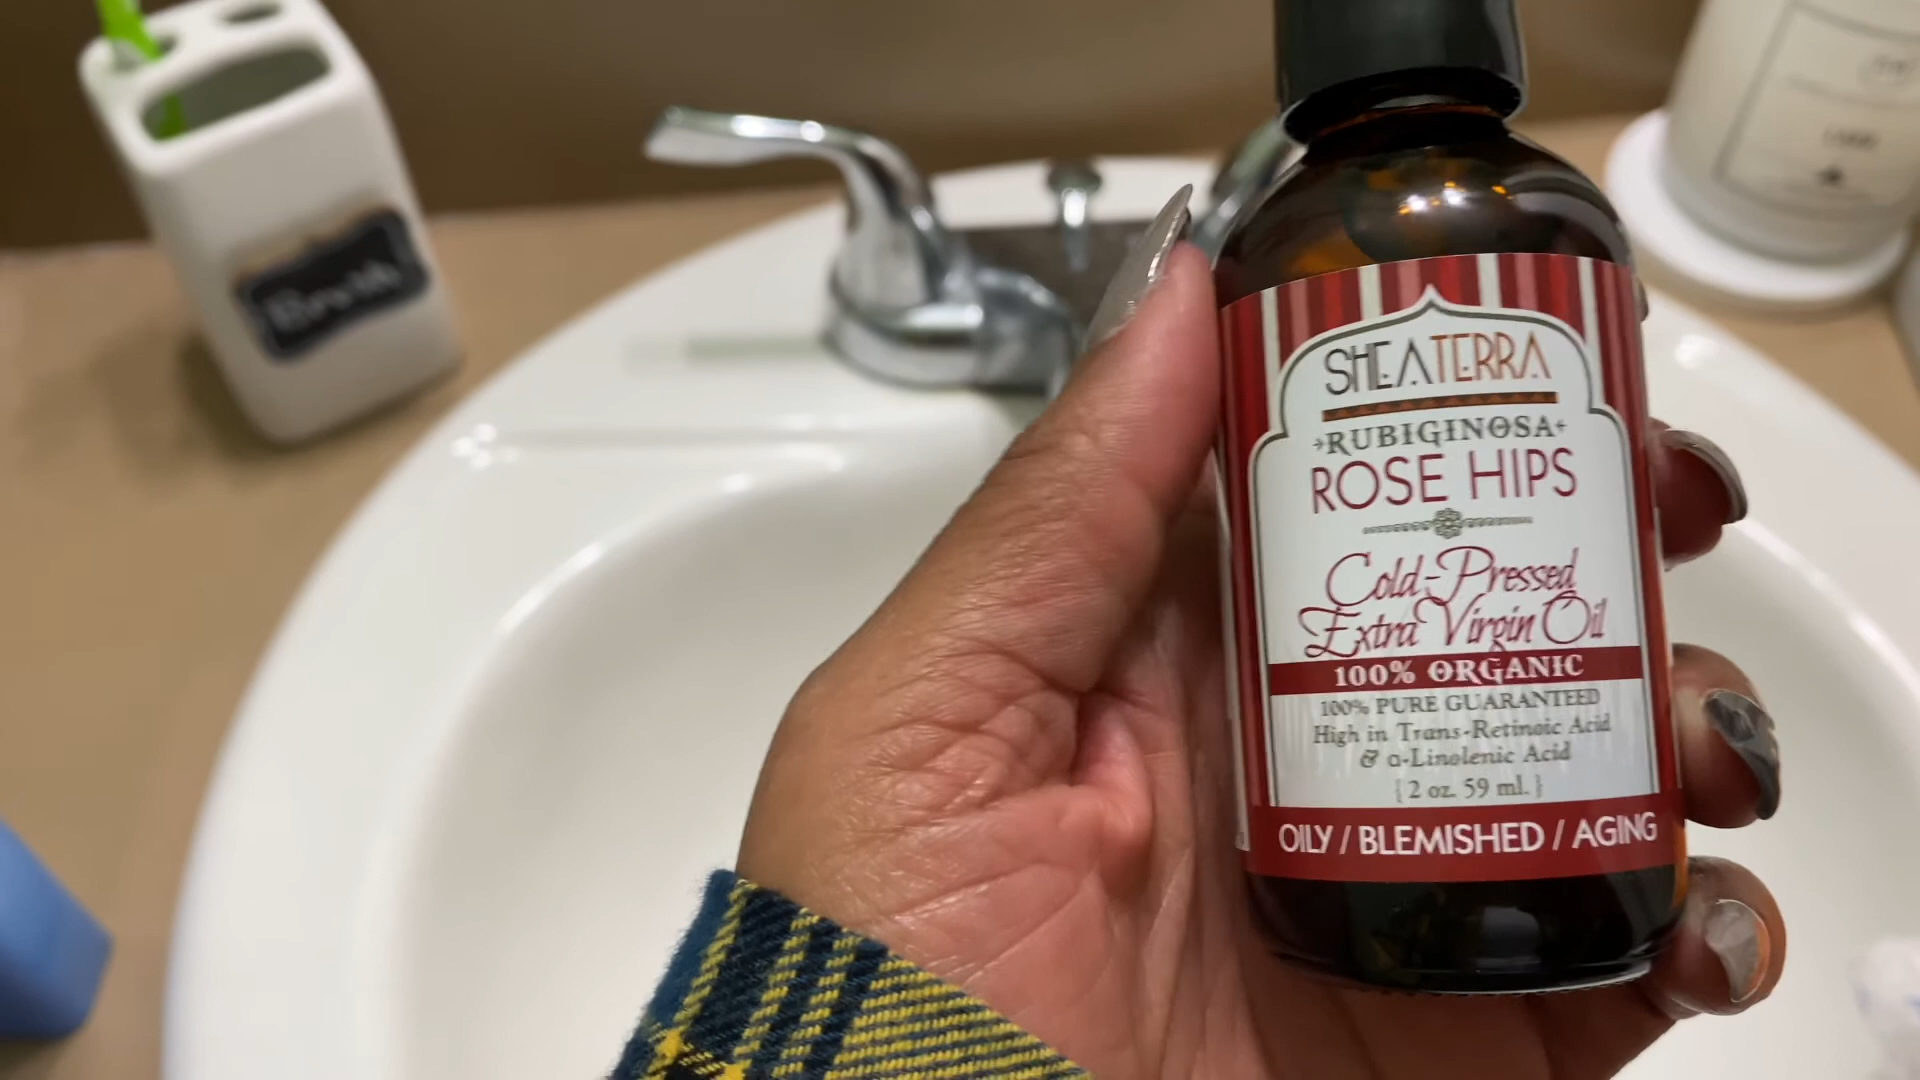 SHEATERRA
RUBIGINOSA
ROSE HIPS
Cold-Pressed
Extra Virgin Oil
100% ORGANIC
100% PURE GUARANTEED
High in Trans-Retinoic Acid
& α-Linolenic Acid
{ 2 oz. 59 ml. }
OILY / BLEMISHED / AGING